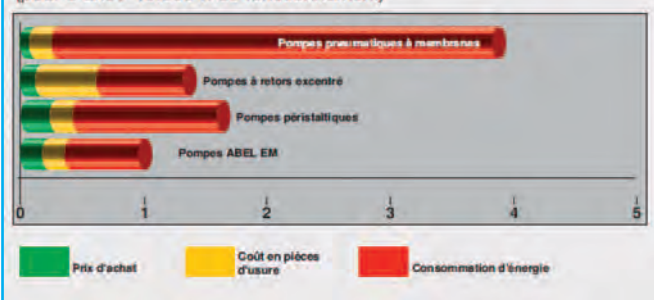 Pompes pneumatiques à membranes
Pompes à retors excentré
Pompes péristaltiques
Pompes ABEL EM
0 1 2 3 4 5
Prix d'achat
Coût en pièces
d'usure
Consommation d'énergie